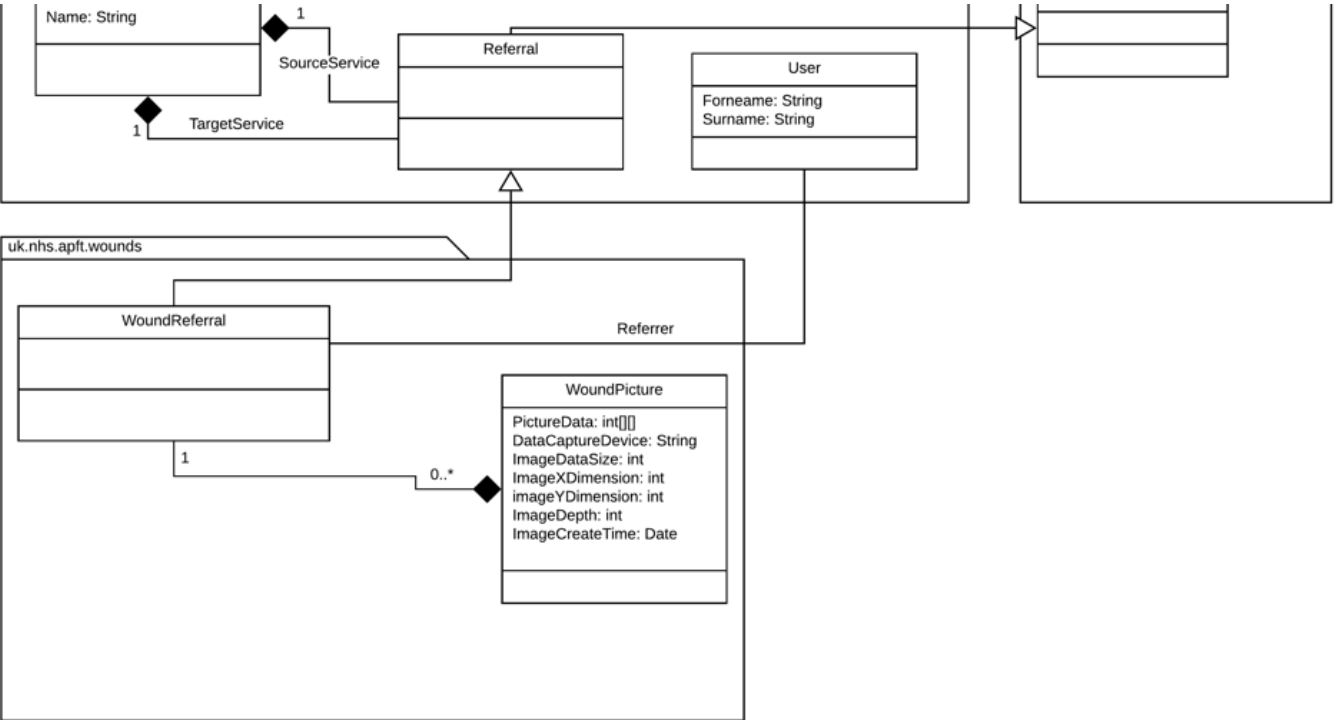 Name: String
1
SourceService
Referral
User
Forneame: String
Surname: String
1
TargetService
uk.nhs.apft.wounds
WoundReferral
Referrer
WoundPicture
PictureData: int[][]
DataCaptureDevice: String
ImageDataSize: int
ImageXDimension: int
imageYDimension: int
ImageDepth: int
ImageCreateTime: Date
1
0..*